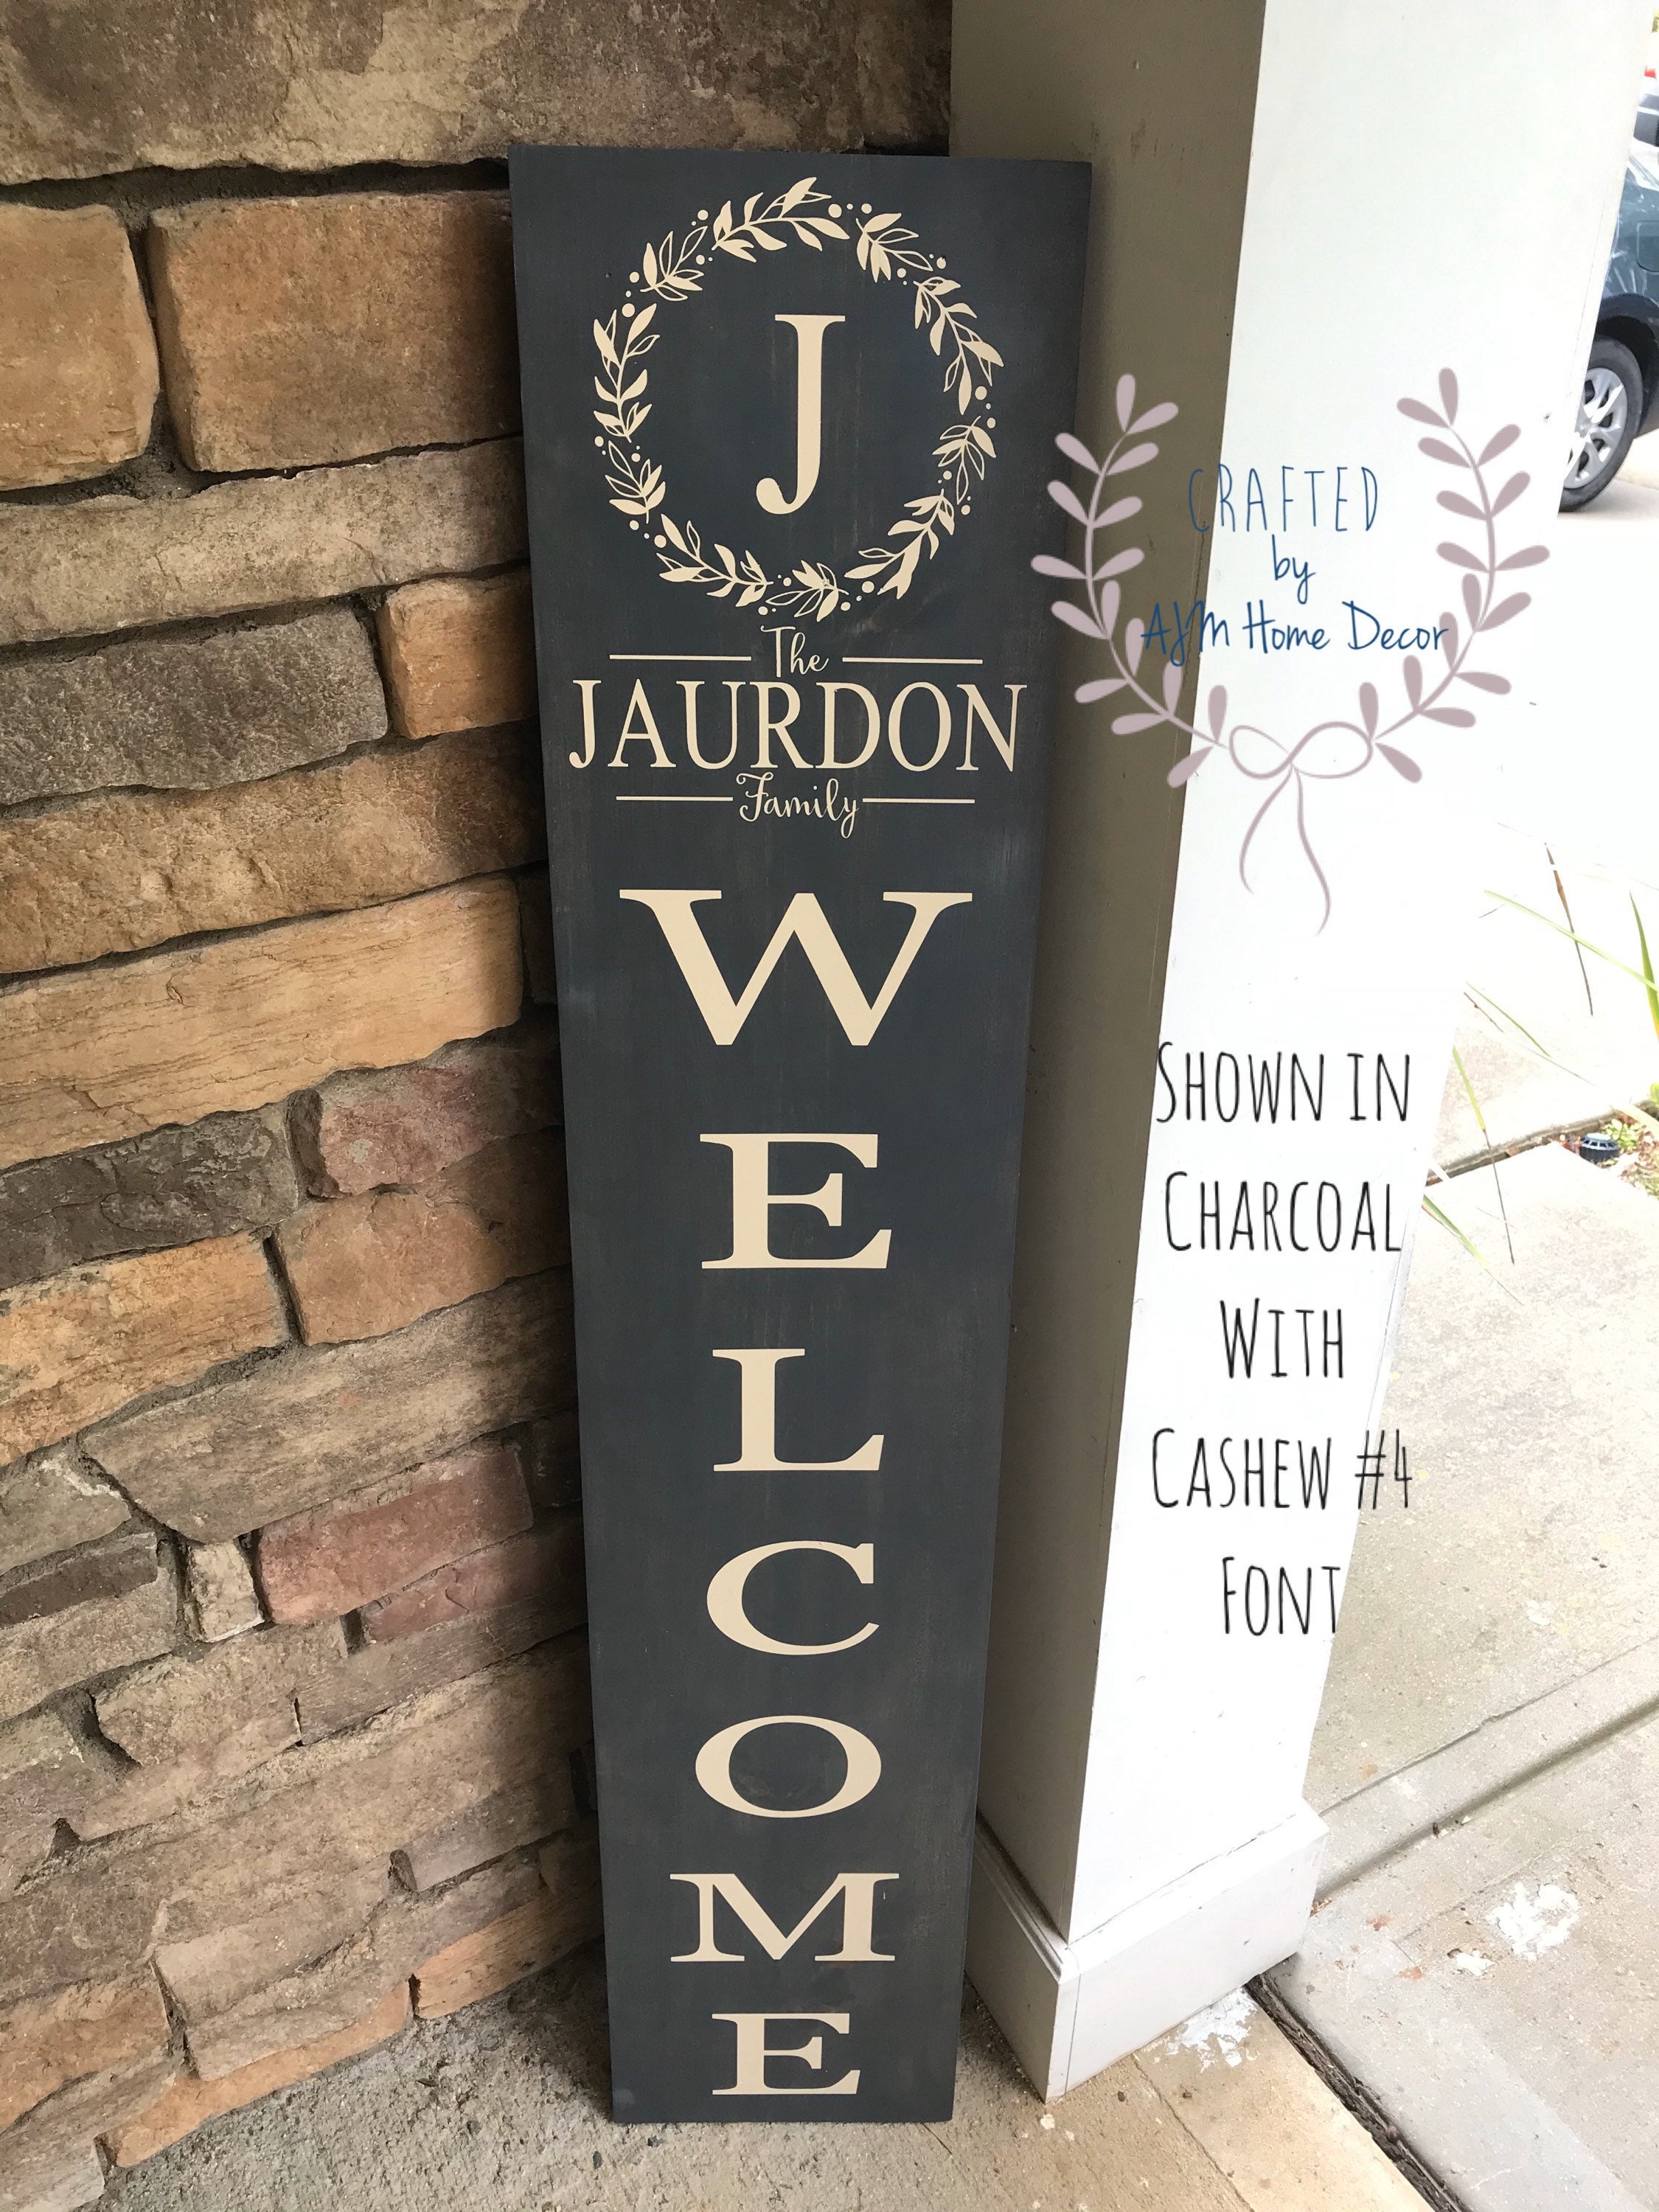 J
The
JAURDON
Family
W
E
L
C
O
M
E
CRAFTED
by
AJM Home Decor
SHOWN IN
CHARCOAL
WITH
CASHEW #4
FONT